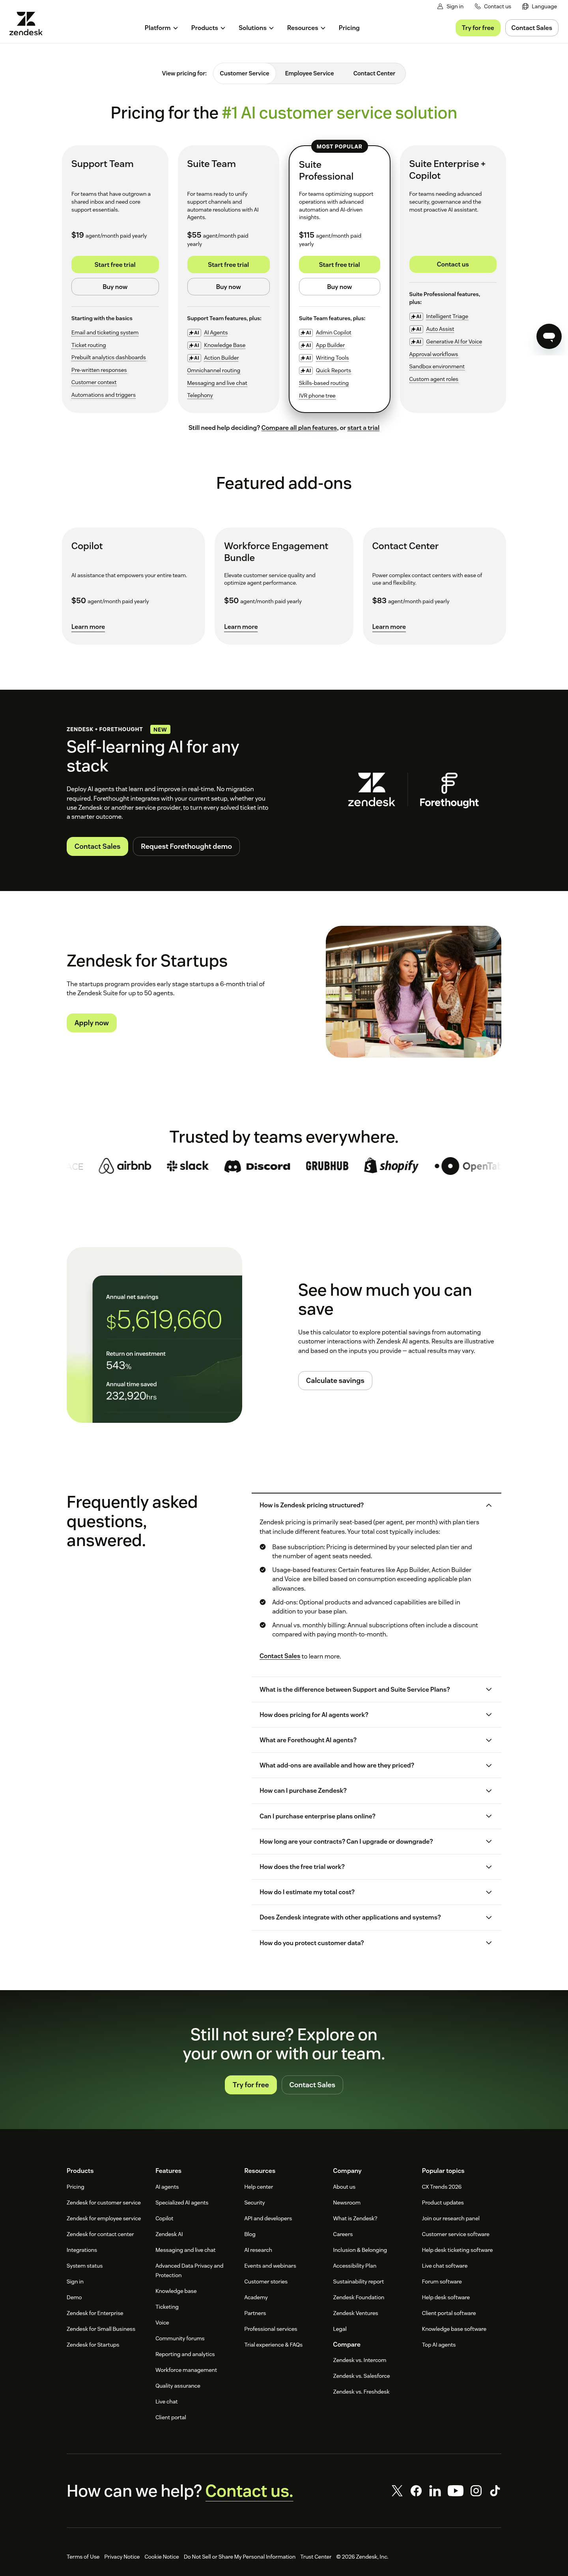 Sign in
Contact us
Language
zendesk
Platform
Products
Solutions
Resources
Pricing
Try for free
Contact Sales
View pricing for:
Customer Service
Employee Service
Contact Center
Pricing for the #1 AI customer service solution
Support Team
For teams that have outgrown a
shared inbox and need core
support essentials.
$19 agent/month paid yearly
Start free trial
Buy now
Starting with the basics
Email and ticketing system
Ticket routing
Prebuilt analytics dashboards
Pre-written responses
Customer context
Automations and triggers
Suite Team
For teams ready to unify
support channels and
automate resolutions with AI
Agents.
$55 agent/month paid
yearly
Start free trial
Buy now
Support Team features, plus:
AI AI Agents
AI Knowledge Base
AI Action Builder
Omnichannel routing
Messaging and live chat
Telephony
MOST POPULAR
Suite
Professional
For teams optimizing support
operations with advanced
automation and AI-driven
insights.
$115 agent/month paid
yearly
Start free trial
Buy now
Suite Team features, plus:
AI Admin Copilot
AI App Builder
AI Writing Tools
AI Quick Reports
Skills-based routing
IVR phone tree
Suite Enterprise +
Copilot
For teams needing advanced
security, governance and the
most proactive AI assistant.
Contact us
Suite Professional features,
plus:
AI Intelligent Triage
AI Auto Assist
AI Generative AI for Voice
Approval workflows
Sandbox environment
Custom agent roles
Still need help deciding? Compare all plan features, or start a trial
Featured add-ons
Copilot
AI assistance that empowers your entire team.
$50 agent/month paid yearly
Learn more
Workforce Engagement
Bundle
Elevate customer service quality and
optimize agent performance.
$50 agent/month paid yearly
Learn more
Contact Center
Power complex contact centers with ease of
use and flexibility.
$83 agent/month paid yearly
Learn more
ZENDESK + FORETHOUGHT NEW
Self-learning AI for any
stack
Deploy AI agents that learn and improve in real-time. No migration
required. Forethought integrates with your current setup, whether you
use Zendesk or another service provider, to turn every solved ticket into
a smarter outcome.
Contact Sales
Request Forethought demo
zendesk
Forethought
Zendesk for Startups
The startups program provides early stage startups a 6-month trial of
the Zendesk Suite for up to 50 agents.
Apply now
Trusted by teams everywhere.
airbnb
slack
Discord
GRUBHUB
shopify
OpenTa
See how much you can
save
Use this calculator to explore potential savings from automating
customer interactions with Zendesk AI agents. Results are illustrative
and based on the inputs you provide — actual results may vary.
Calculate savings
Annual net savings
$5,619,660
Return on investment
543%
Annual time saved
232,920hrs
Frequently asked
questions,
answered.
How is Zendesk pricing structured?
Zendesk pricing is primarily seat-based (per agent, per month) with plan tiers
that include different features. Your total cost typically includes:
Base subscription: Pricing is determined by your selected plan tier and
the number of agent seats needed.
Usage-based features: Certain features like App Builder, Action Builder
and Voice are billed based on consumption exceeding applicable plan
allowances.
Add-ons: Optional products and advanced capabilities are billed in
addition to your base plan.
Annual vs. monthly billing: Annual subscriptions often include a discount
compared with paying month-to-month.
Contact Sales to learn more.
What is the difference between Support and Suite Service Plans?
How does pricing for AI agents work?
What are Forethought AI agents?
What add-ons are available and how are they priced?
How can I purchase Zendesk?
Can I purchase enterprise plans online?
How long are your contracts? Can I upgrade or downgrade?
How does the free trial work?
How do I estimate my total cost?
Does Zendesk integrate with other applications and systems?
How do you protect customer data?
Still not sure? Explore on
your own or with our team.
Try for free
Contact Sales
Products
Pricing
Zendesk for customer service
Zendesk for employee service
Zendesk for contact center
Integrations
System status
Sign in
Demo
Zendesk for Enterprise
Zendesk for Small Business
Zendesk for Startups
Features
AI agents
Specialized AI agents
Copilot
Zendesk AI
Messaging and live chat
Advanced Data Privacy and
Protection
Knowledge base
Ticketing
Voice
Community forums
Reporting and analytics
Workforce management
Quality assurance
Live chat
Client portal
Resources
Help center
Security
API and developers
Blog
AI research
Events and webinars
Customer stories
Academy
Partners
Professional services
Trial experience & FAQs
Company
About us
Newsroom
What is Zendesk?
Careers
Inclusion & Belonging
Accessibility Plan
Sustainability report
Zendesk Foundation
Zendesk Ventures
Legal
Compare
Zendesk vs. Intercom
Zendesk vs. Salesforce
Zendesk vs. Freshdesk
Popular topics
CX Trends 2026
Product updates
Join our research panel
Customer service software
Help desk ticketing software
Live chat software
Forum software
Help desk software
Client portal software
Knowledge base software
Top AI agents
How can we help? Contact us.
Terms of Use
Privacy Notice
Cookie Notice
Do Not Sell or Share My Personal Information
Trust Center
© 2026 Zendesk, Inc.